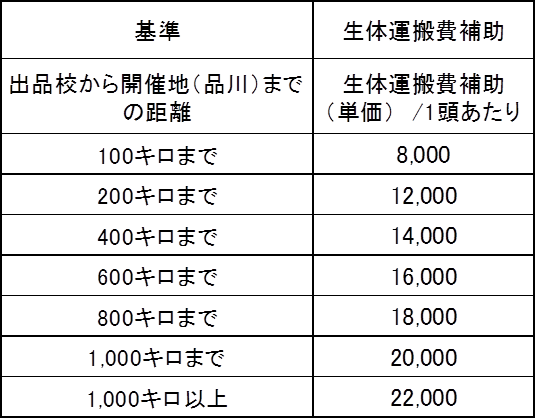 基準
生体運搬費補助
出品校から開催地（品川）まで
の距離
生体運搬費補助
（単価） /1頭あたり
100キロまで
8,000
200キロまで
12,000
400キロまで
14,000
600キロまで
16,000
800キロまで
18,000
1,000キロまで
20,000
1,000キロ以上
22,000